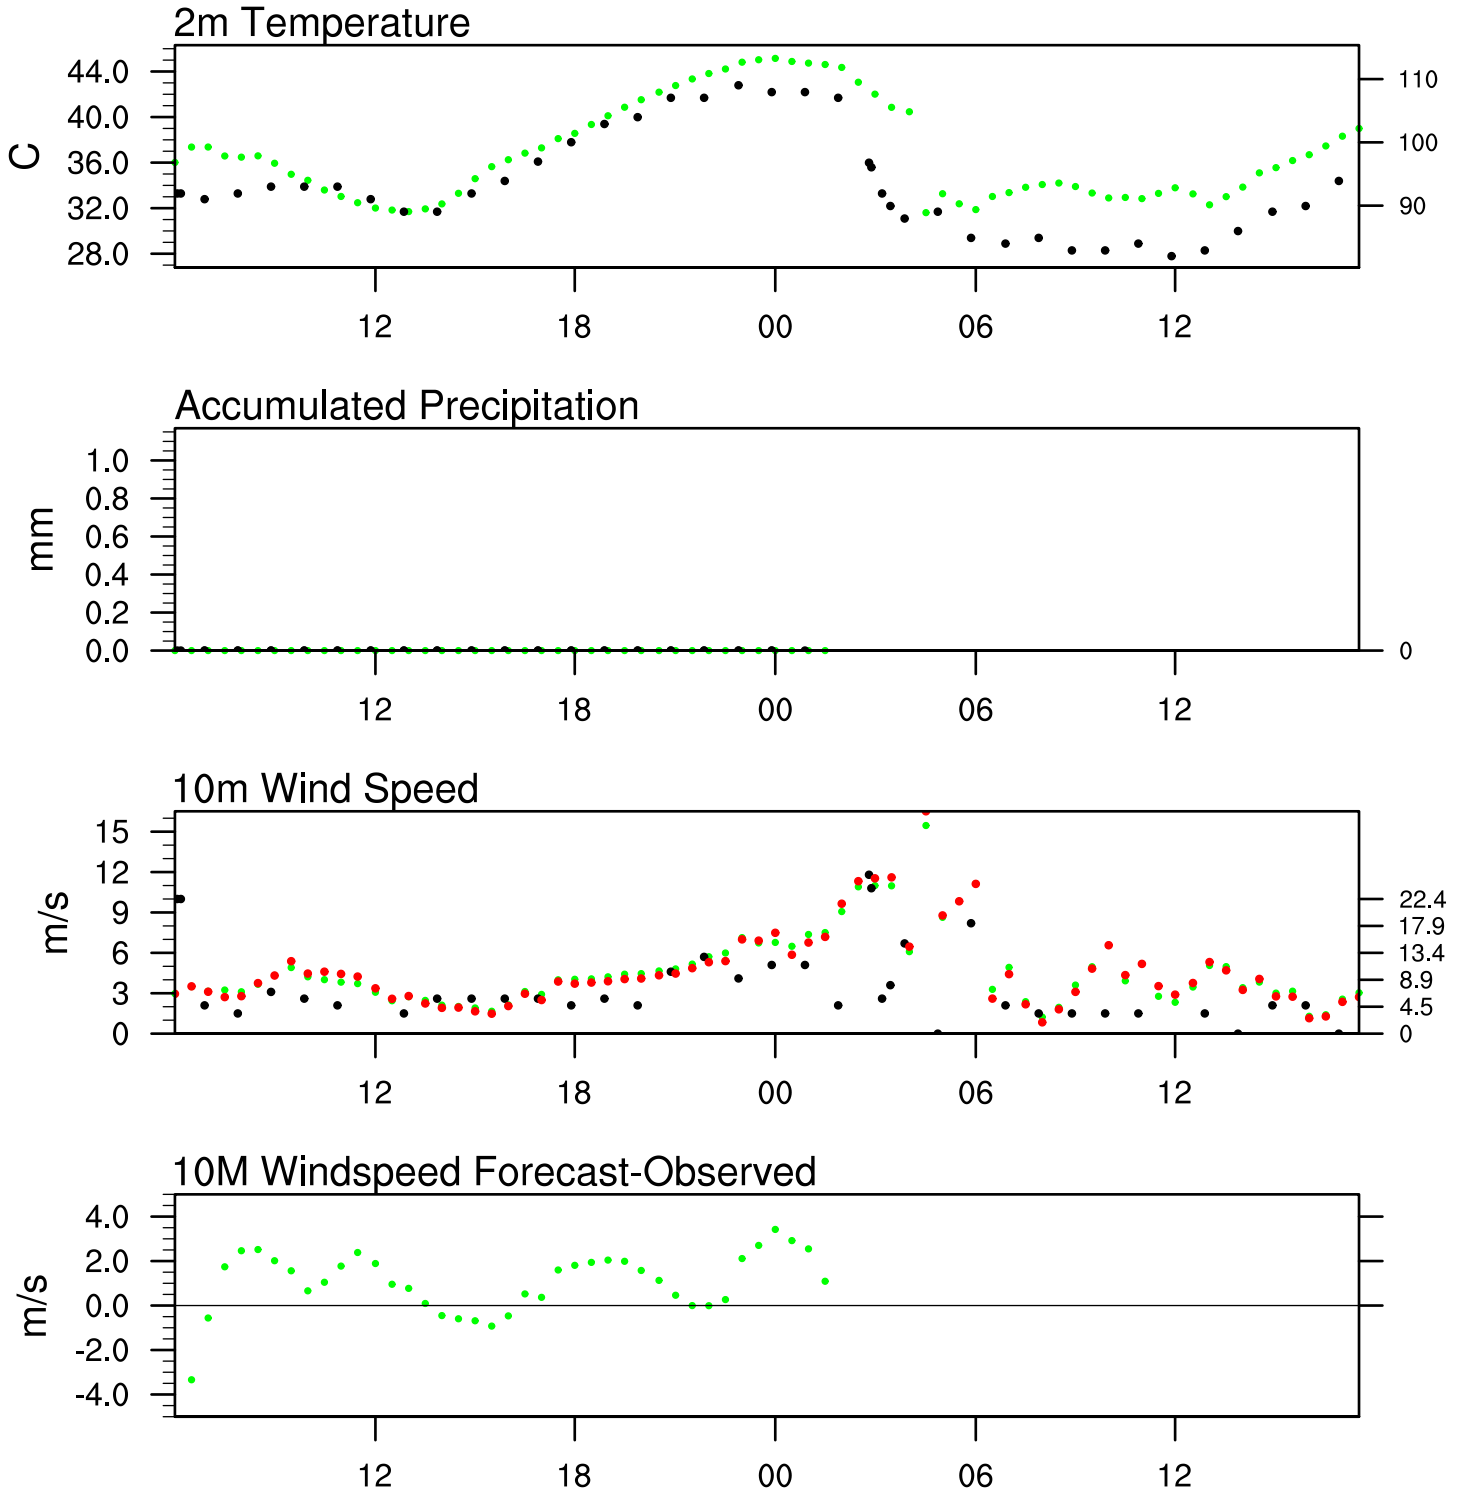 2m Temperature
C
44.0
40.0
36.0
32.0
28.0
110
100
90
12 18 00 06 12
Accumulated Precipitation
mm
1.0
0.8
0.6
0.4
0.2
0.0
0
12 18 00 06 12
10m Wind Speed
m/s
15
12
9
6
3
0
22.4
17.9
13.4
8.9
4.5
0
12 18 00 06 12
10M Windspeed Forecast-Observed
m/s
4.0
2.0
0.0
-2.0
-4.0
12 18 00 06 12